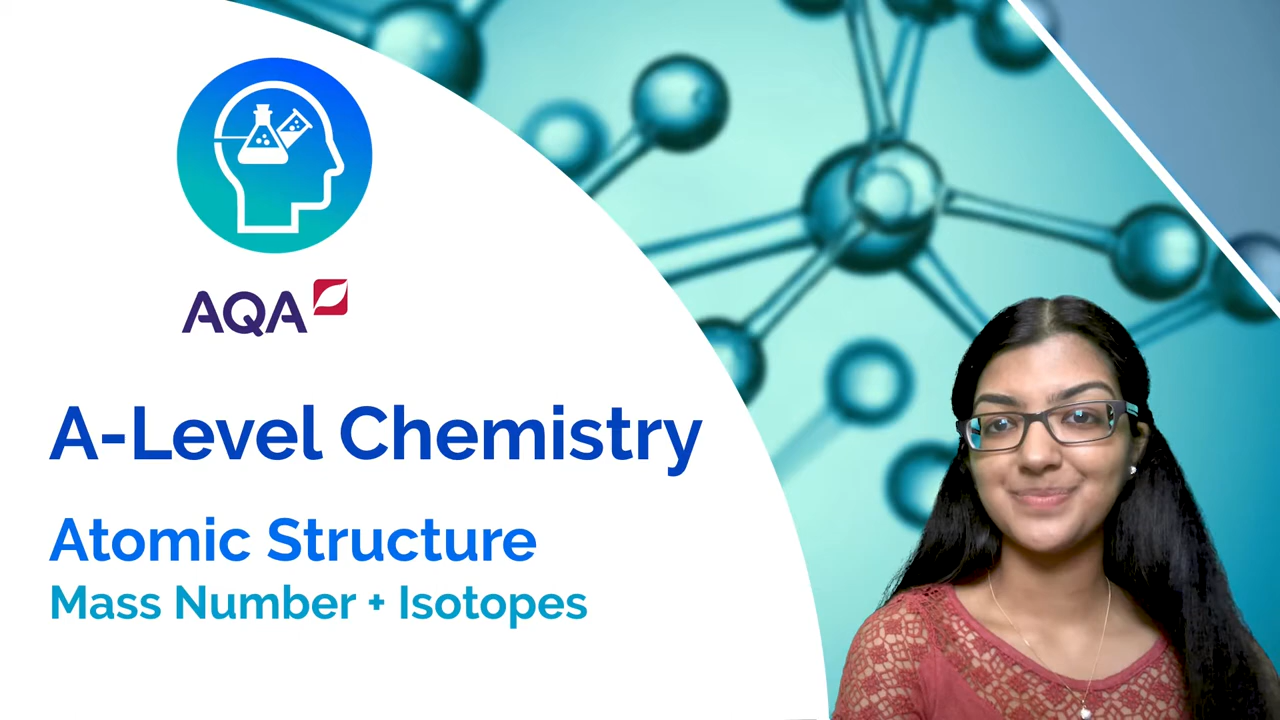 AQA
A-Level Chemistry
Atomic Structure
Mass Number + Isotopes